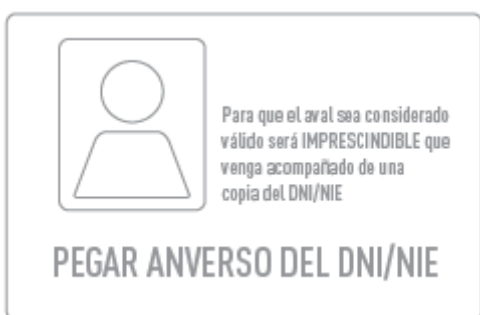 Para que el aval sea considerado
válido será IMPRESCINDIBLE que
venga acompañado de una
copia del DNI/NIE
PEGAR ANVERSO DEL DNI/NIE